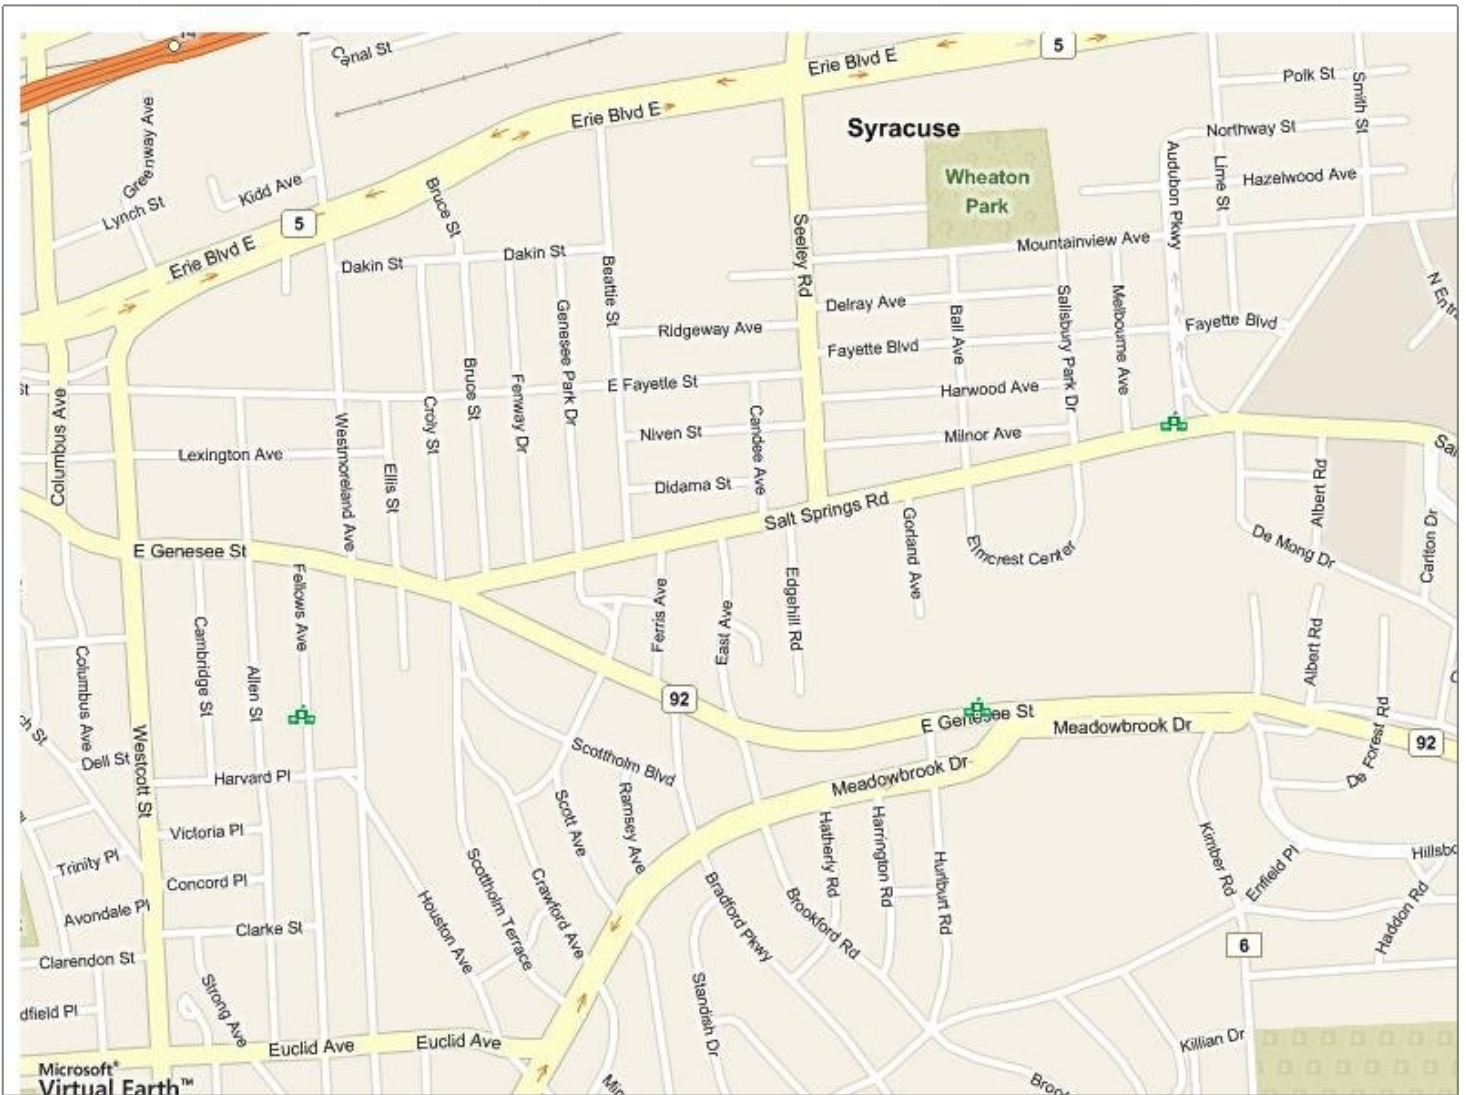 Canal St
5
Erie Blvd E
Polk St
Smith St
Erie Blvd E
Syracuse
Northway St
Greenway Ave
Audubon Pkwy
Lime St
Wheaton
Park
Hazelwood Ave
Kidd Ave
Bruce St
Lynch St
5
Seeley Rd
Mountainview Ave
Erie Blvd E
Dakin St
Dakin St
Beattie St
Delray Ave
Salisbury Park Dr
Melbourne Ave
Ball Ave
Genesee Park Dr
Ridgeway Ave
Fayette Blvd
Fayette Blvd
St
E Fayette St
Harwood Ave
Columbus Ave
Bruce St
Fenway Dr
Croly St
Westmoreland Ave
Candee Ave
Niven St
Milnor Ave
Lexington Ave
Ellis St
Didama St
Albert Rd
Salt Springs Rd
Gorland Ave
Carlton Dr
E Genesee St
Elmcrest Center
De Mong Dr
Fellows Ave
Ferris Ave
East Ave
Edgehill Rd
Cambridge St
Allen St
Columbus Ave
Albert Rd
92
E Genesee St
Meadowbrook Dr
De Forest Rd
92
Westcott St
Dell St
Harvard Pl
Scottholm Blvd
Meadowbrook Dr
Victoria Pl
Scott Ave
Ramsey Ave
Hatherly Rd
Harrington Rd
Hurlburt Rd
Kimber Rd
Enfield Pl
Trinity Pl
Concord Pl
Houston Ave
Scottholm Terrace
Crawford Ave
Bradford Pkwy
Brookford Rd
Haddon Rd
Avondale Pl
Clarke St
6
Clarendon St
Strong Ave
Standish Dr
dfield Pl
Euclid Ave
Euclid Ave
Killian Dr
Microsoft®
Virtual Earth™